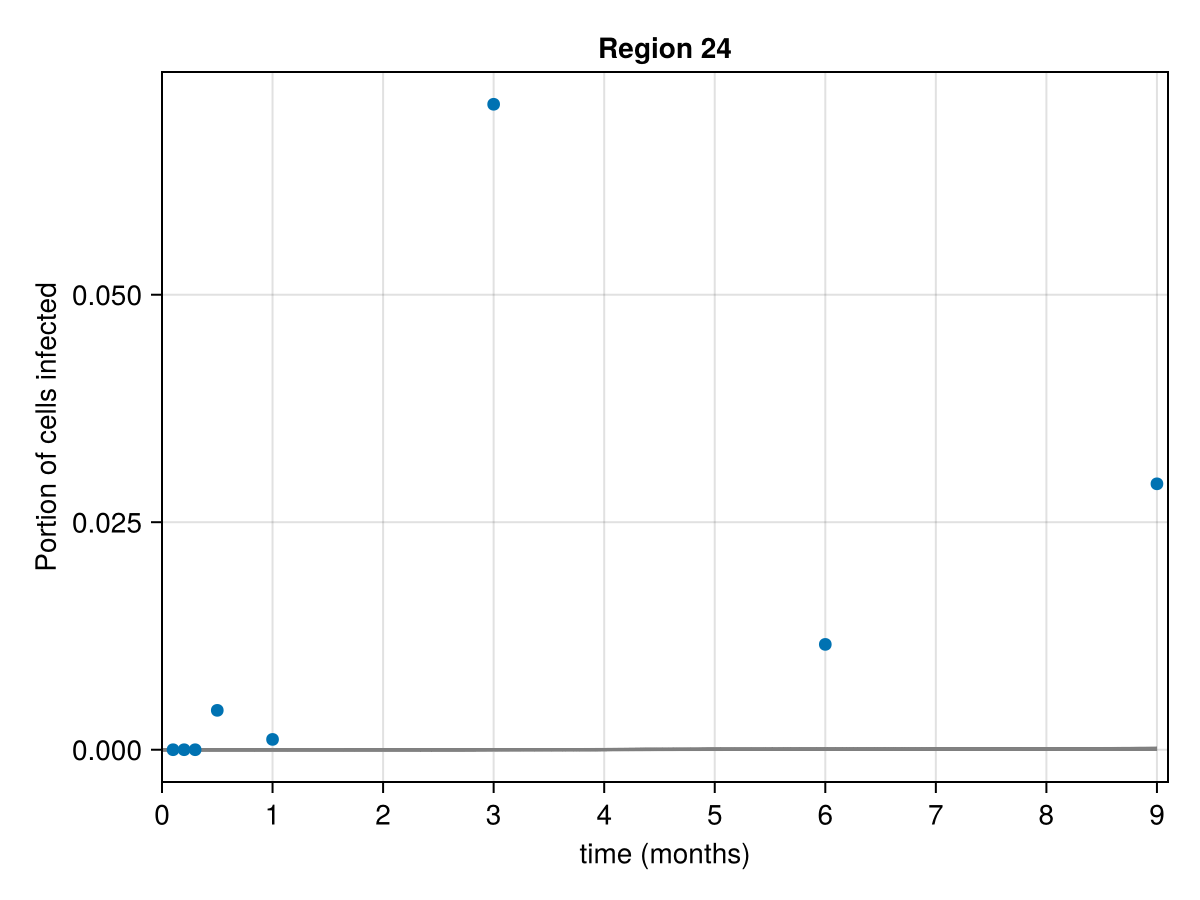 Region 24
Portion of cells infected
0.050
0.025
0.000
0 1 2 3 4 5 6 7 8 9
time (months)